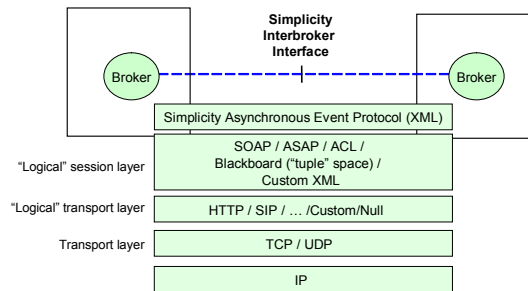 Simplicity
Interbroker
Interface
Broker
Broker
Simplicity Asynchronous Event Protocol (XML)
“Logical” session layer
SOAP / ASAP / ACL /
Blackboard (“tuple” space) /
Custom XML
“Logical” transport layer
HTTP / SIP / … /Custom/Null
Transport layer
TCP / UDP
IP